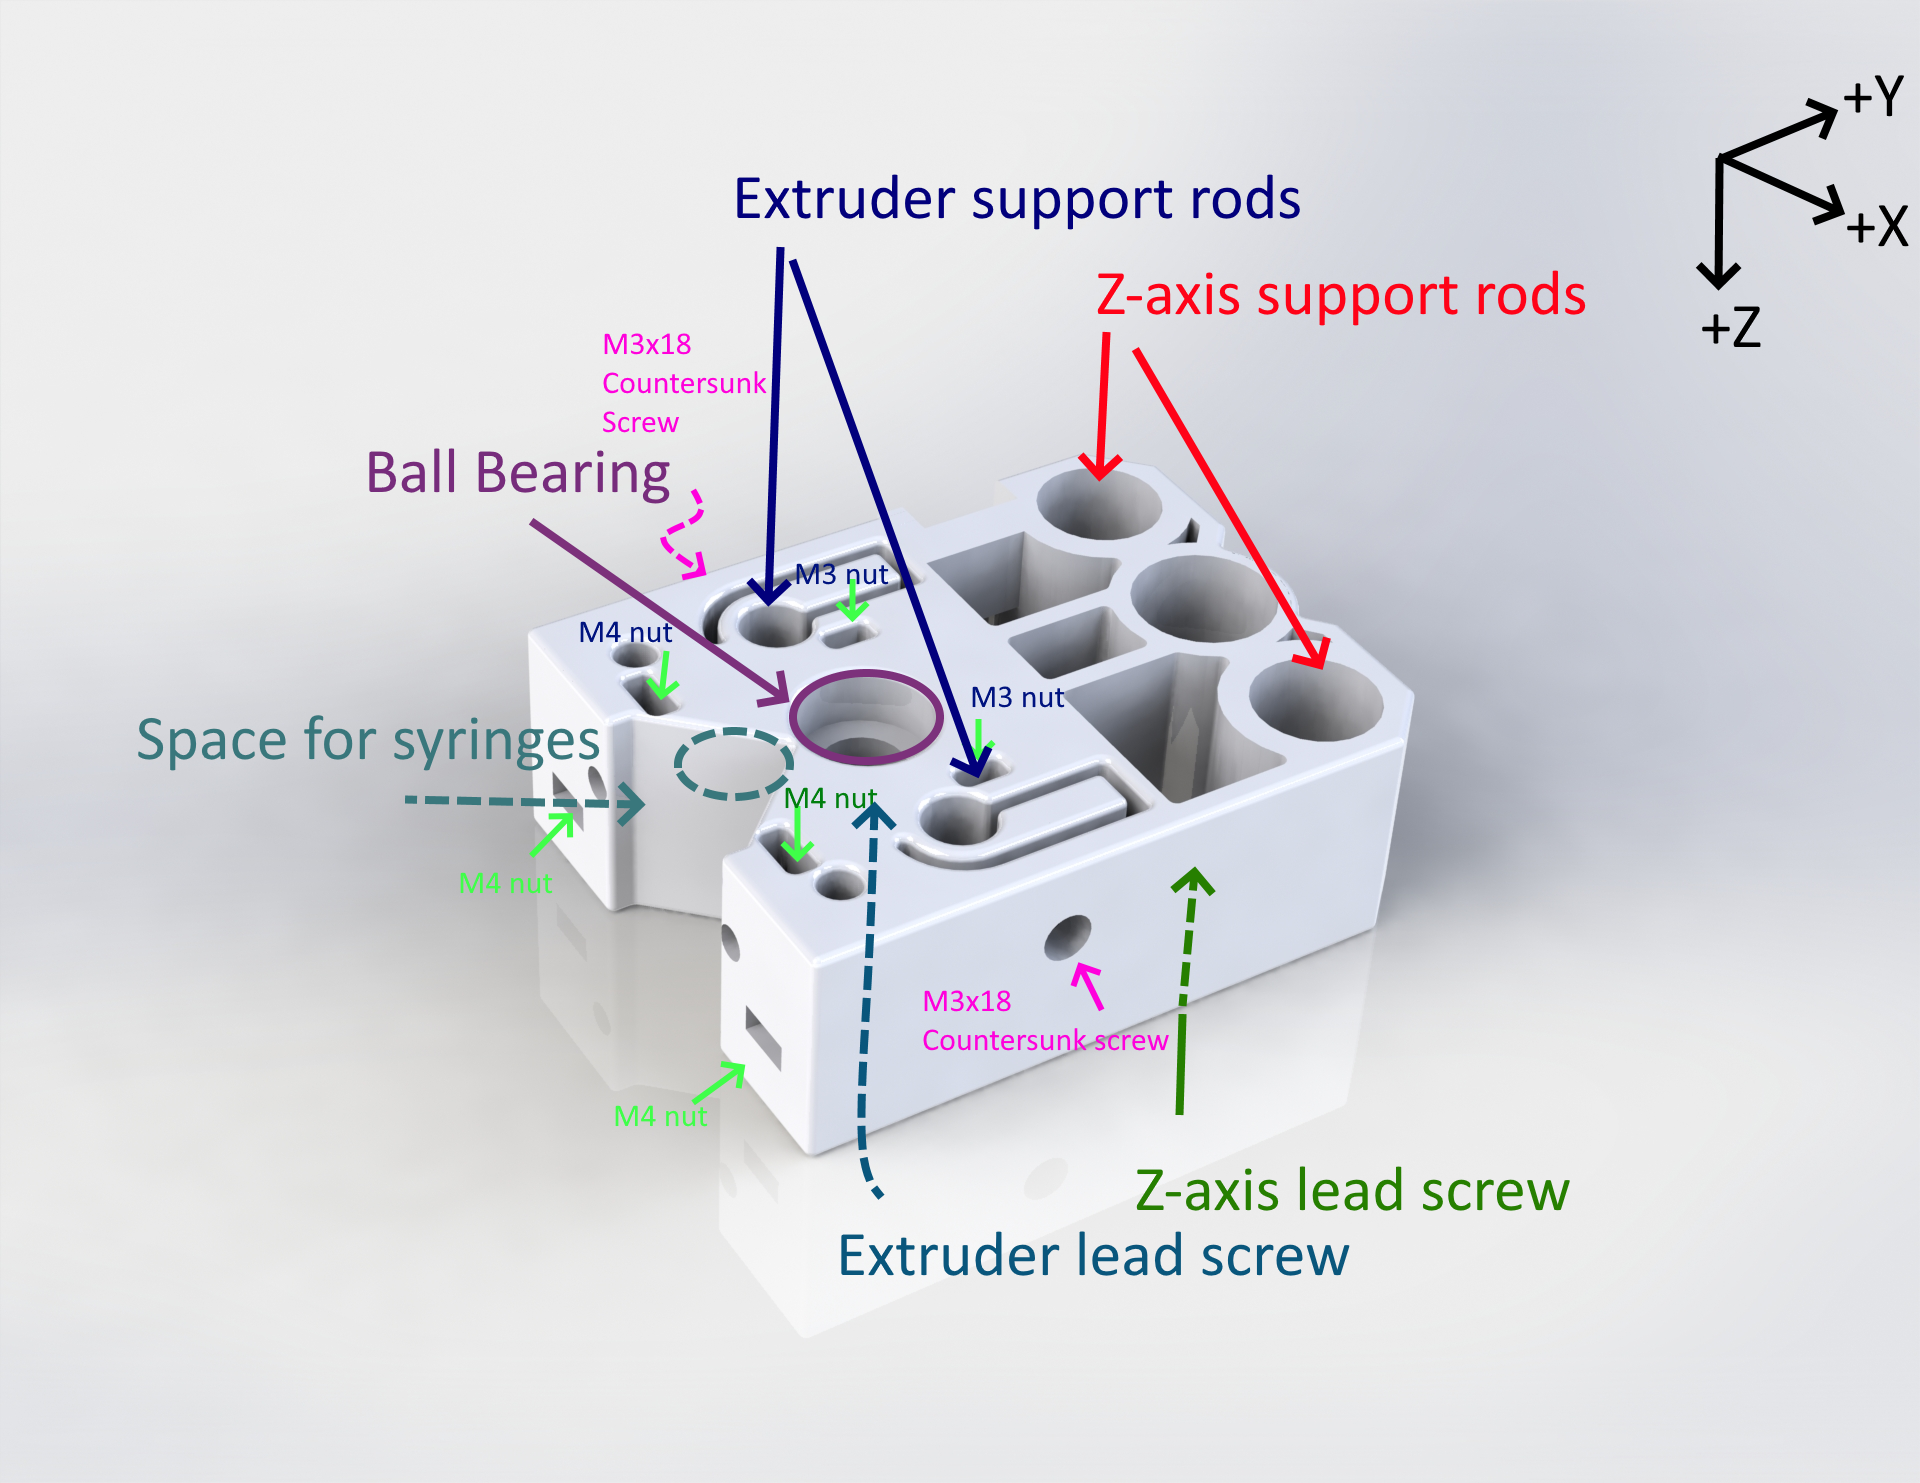 +Y
+X
+Z
Extruder support rods
Z-axis support rods
M3x18
Countersunk
Screw
Ball Bearing
M3 nut
M4 nut
M3 nut
Space for syringes
M4 nut
M4 nut
M3x18
Countersunk screw
M4 nut
Z-axis lead screw
Extruder lead screw